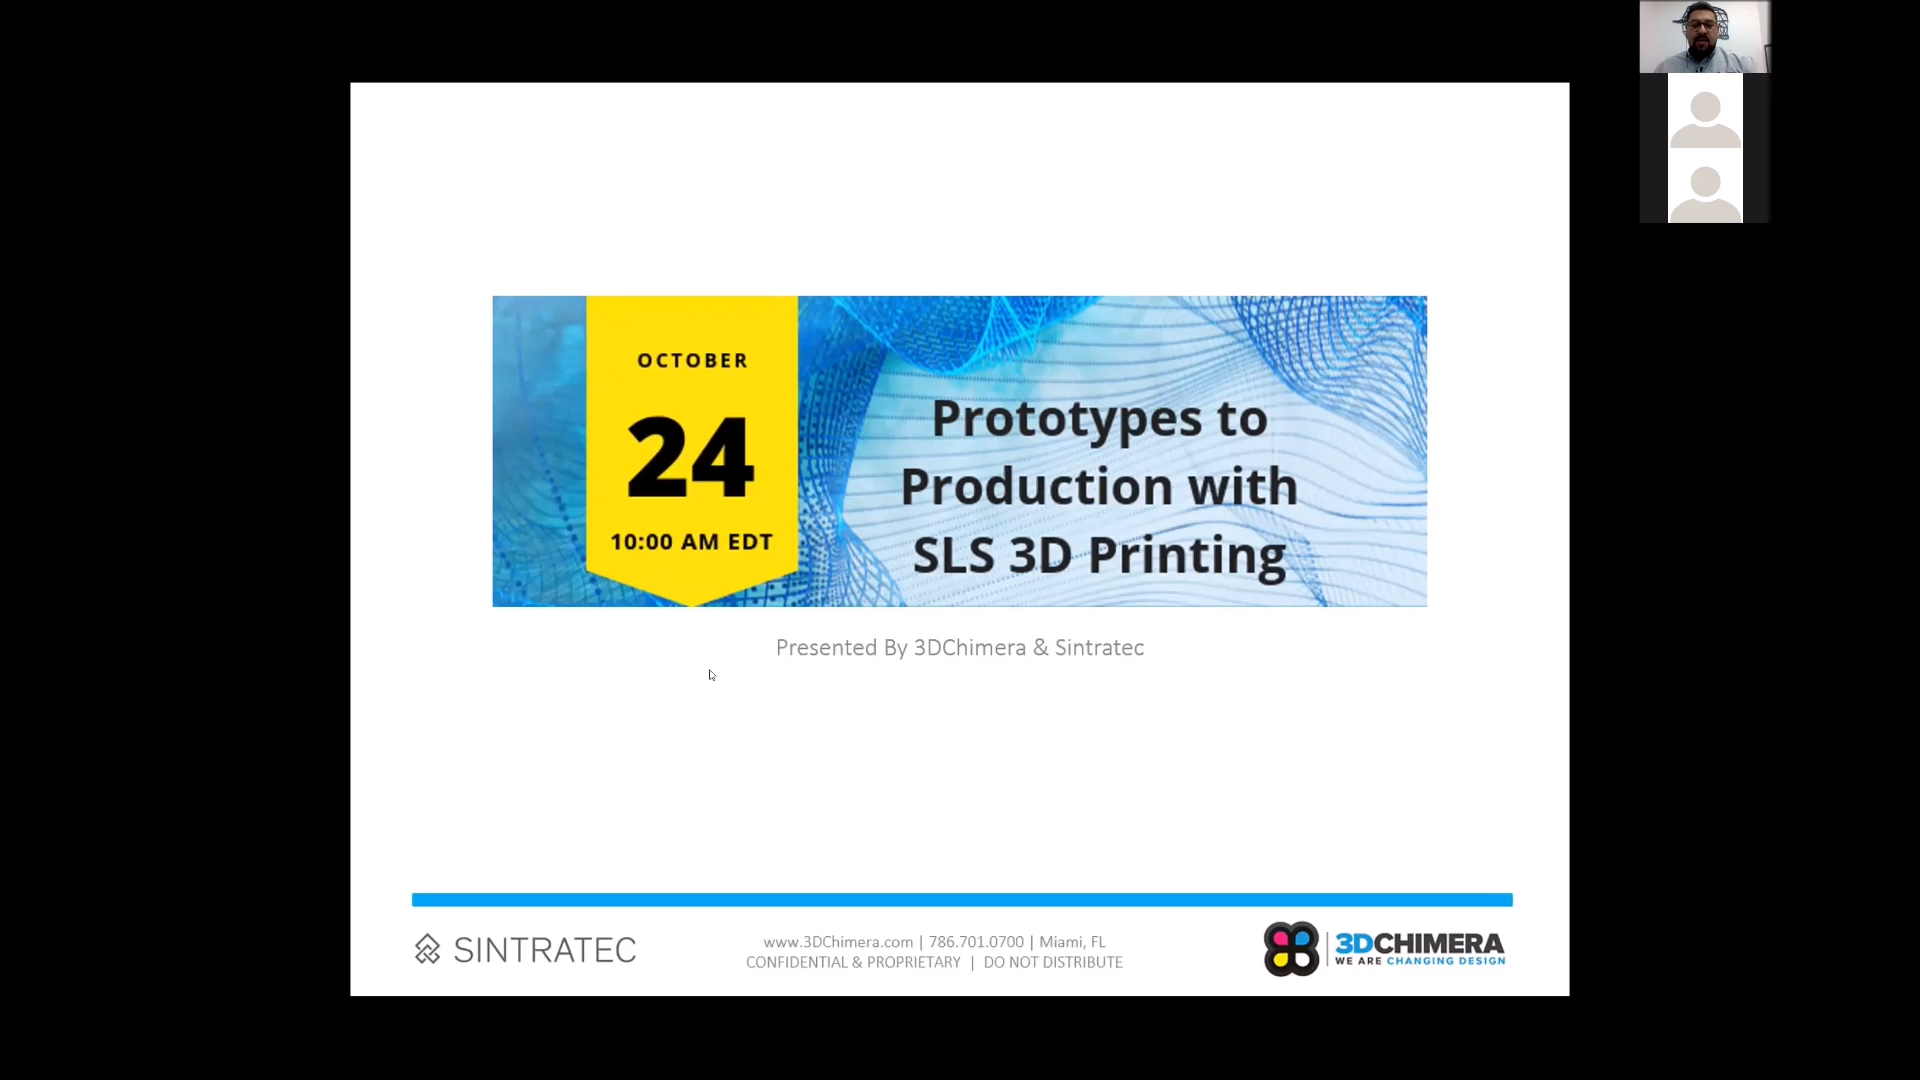 OCTOBER
24
10:00 AM EDT
Prototypes to
Production with
SLS 3D Printing
Presented By 3DChimera & Sintratec
SINTRATEC
www.3DChimera.com | 786.701.0700 | Miami, FL
CONFIDENTIAL & PROPRIETARY | DO NOT DISTRIBUTE
3DCHIMERA
WE ARE CHANGING DESIGN